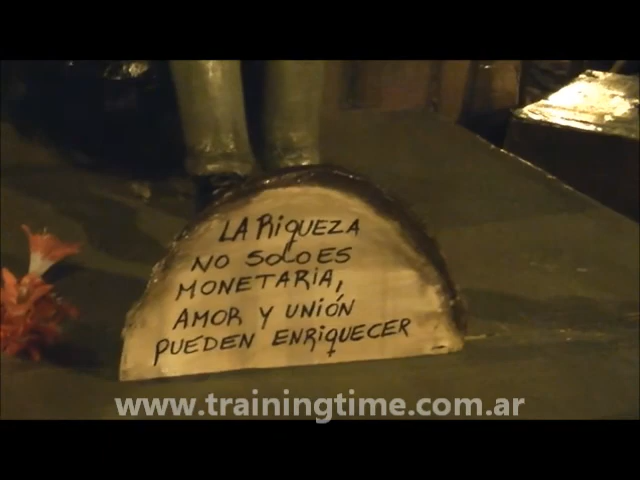 LA RiQUEZA
NO SOLO ES
MONETARiA,
AMOR Y UNIÓN
PUEDEN ENRiQUECER
www.trainingtime.com.ar